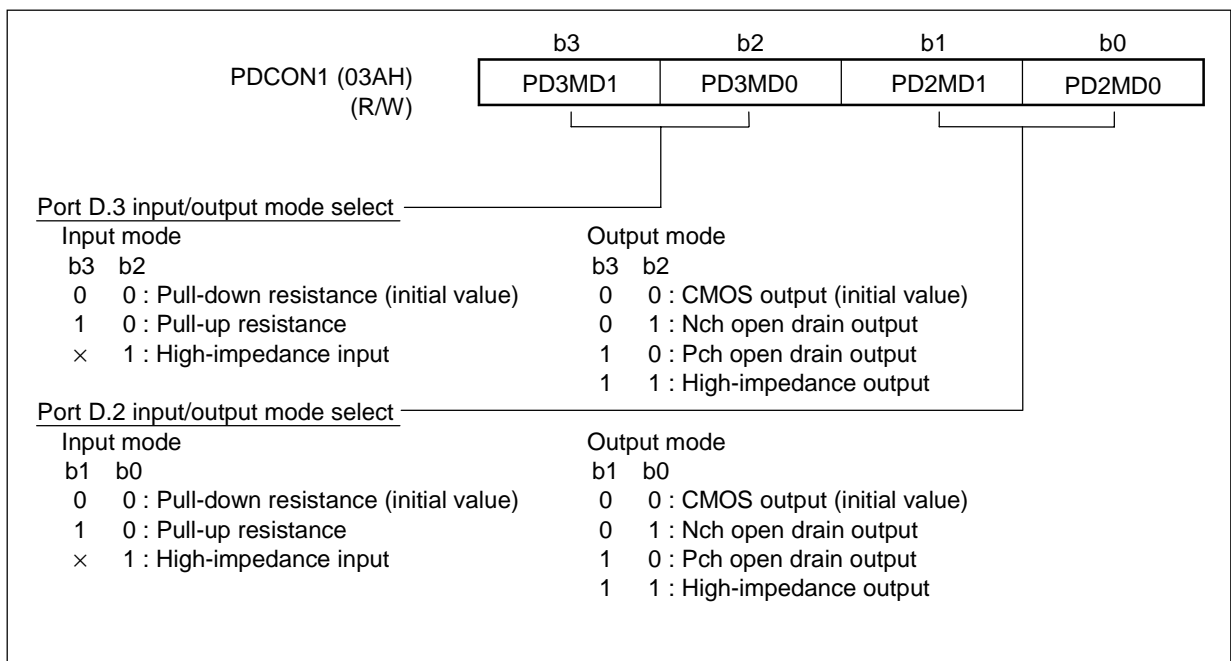 b3 b2 b1 b0
PDCON1 (03AH) PD3MD1 PD3MD0 PD2MD1 PD2MD0
(R/W)
Port D.3 input/output mode select
Input mode Output mode
b3 b2 b3 b2
0 0 : Pull-down resistance (initial value) 0 0 : CMOS output (initial value)
1 0 : Pull-up resistance 0 1 : Nch open drain output
× 1 : High-impedance input 1 0 : Pch open drain output
1 1 : High-impedance output
Port D.2 input/output mode select
Input mode Output mode
b1 b0 b1 b0
0 0 : Pull-down resistance (initial value) 0 0 : CMOS output (initial value)
1 0 : Pull-up resistance 0 1 : Nch open drain output
× 1 : High-impedance input 1 0 : Pch open drain output
1 1 : High-impedance output